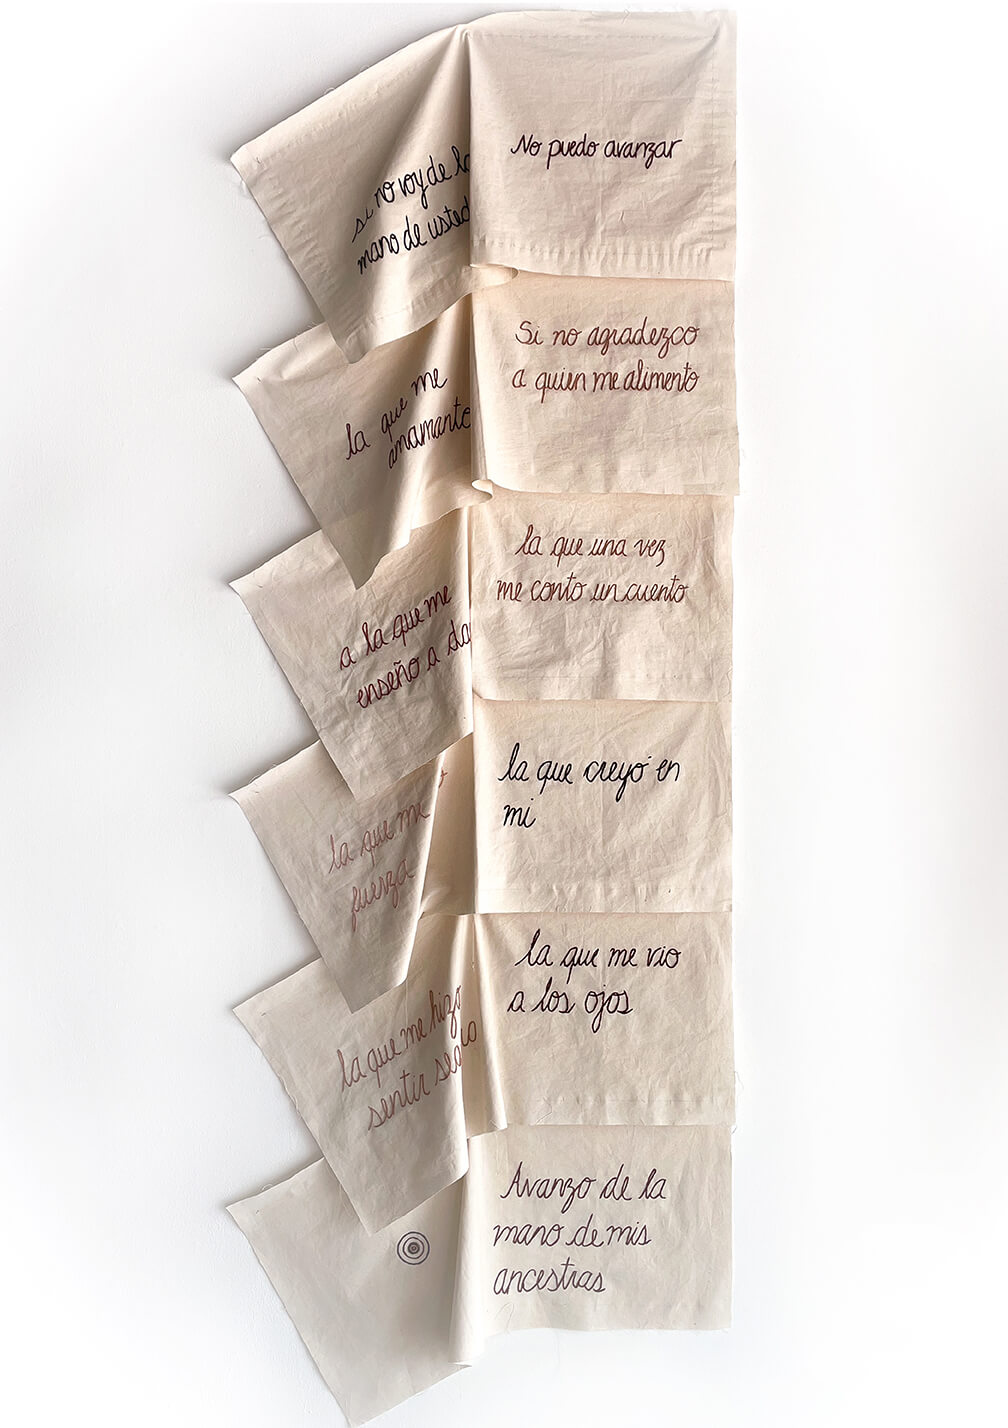 No puedo avanzar
si no voy de la
mano de
Si no agradezco
a quien me alimento
la que me
amamanto
la que una vez
me conto un cuento
a la que me
enseño a
la que creyó en
mi
la que me
fuerza
la que me vio
a los ojos
la que me hizo
sentir
Avanzo de la
mano de mis
ancestras